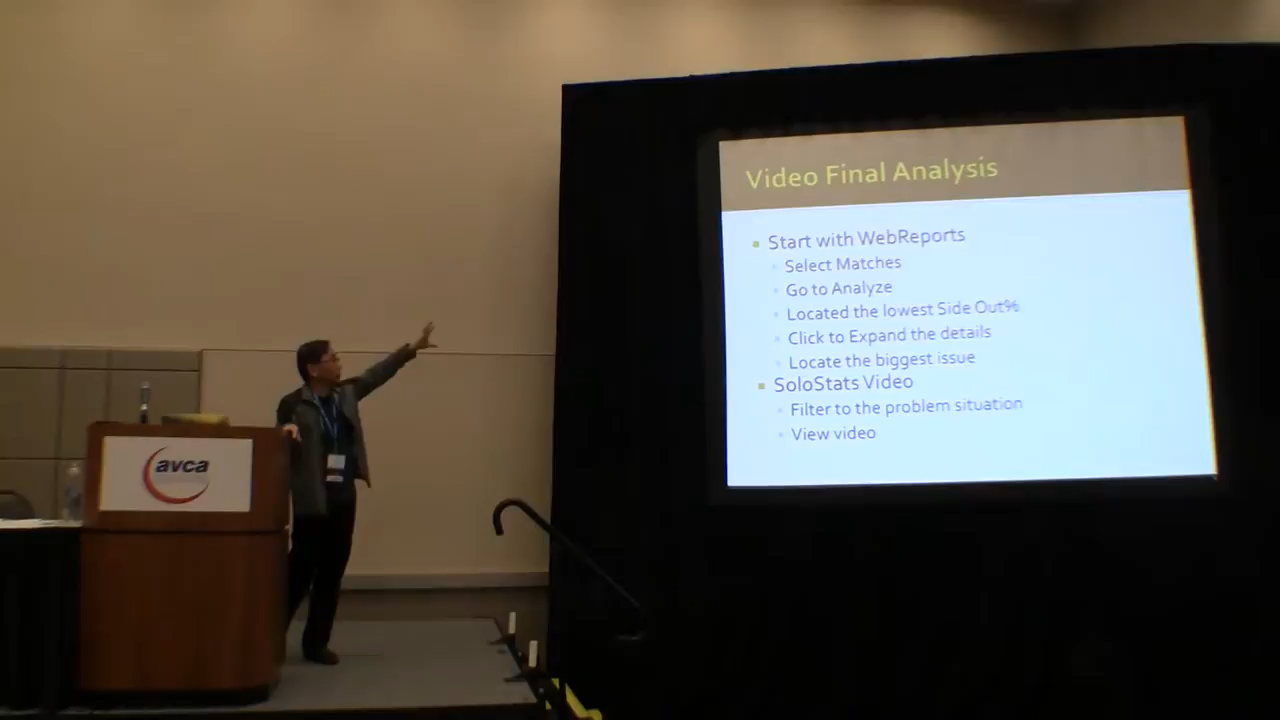 Video Final Analysis
Start with WebReports
Select Matches
Go to Analyze
Located the lowest Side Out%
Click to Expand the details
Locate the biggest issue
SoloStats Video
Filter to the problem situation
View video
avca